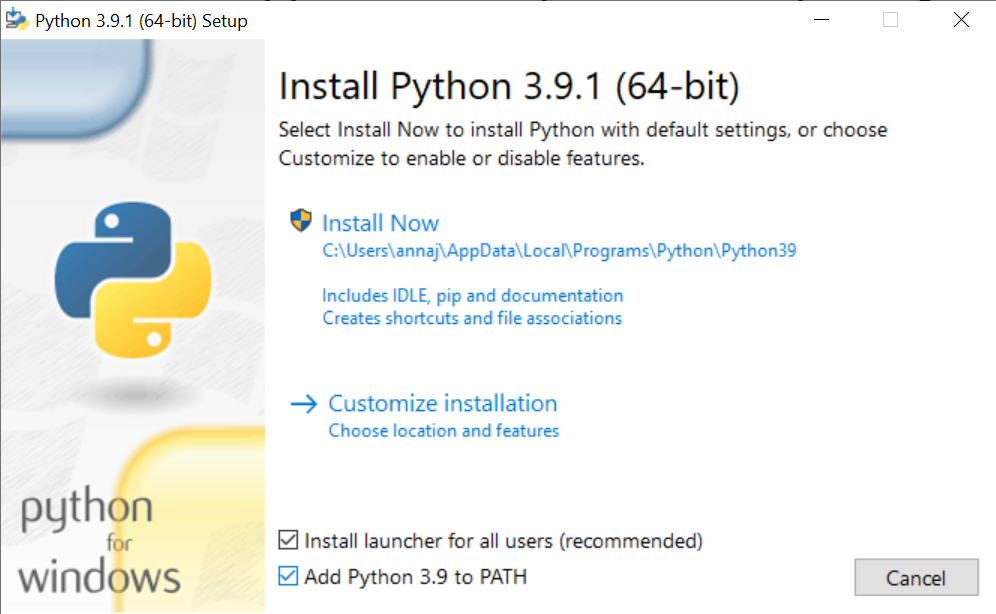 Python 3.9.1 (64-bit) Setup
Install Python 3.9.1 (64-bit)
Select Install Now to install Python with default settings, or choose
Customize to enable or disable features.
Install Now
C:\Users\annaj\AppData\Local\Programs\Python\Python39
Includes IDLE, pip and documentation
Creates shortcuts and file associations
Customize installation
Choose location and features
python
for
windows
Install launcher for all users (recommended)
Add Python 3.9 to PATH
Cancel